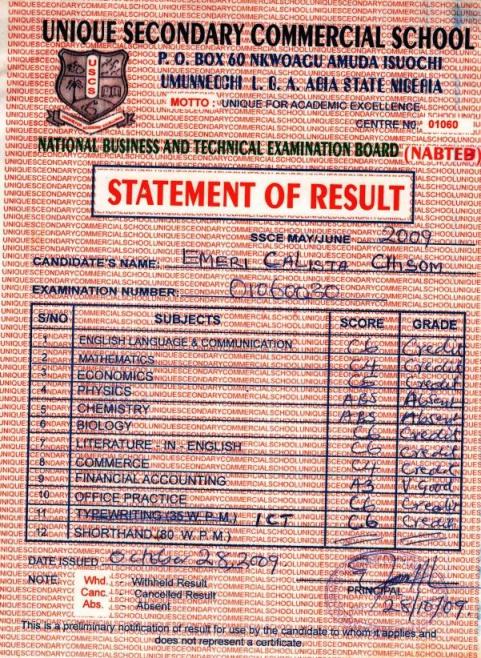 UNIQUE SECONDARY COMMERCIAL SCHOOL
P. O. BOX 60 NKWOAGU AMUDA ISUOCHI
UMUNNEOCHI L. G. A. ABIA STATE NIGERIA
USCS
MOTTO : UNIQUE FOR ACADEMIC EXCELLENCE
CENTRE NO: 01060
NATIONAL BUSINESS AND TECHNICAL EXAMINATION BOARD (NABTEB)
STATEMENT OF RESULT
SSCE MAY/JUNE 2009
CANDIDATE'S NAME: EMERI CALISTA CHISOM
EXAMINATION NUMBER: 01060030
S/NO SUBJECTS SCORE GRADE
1 ENGLISH LANGUAGE & COMMUNICATION C6 Credit
2 MATHEMATICS C4 Credit
3 ECONOMICS C6 Credit
4 PHYSICS ABS Absent
5 CHEMISTRY ABS Absent
6 BIOLOGY C6 Credit
7 LITERATURE - IN - ENGLISH C6 Credit
8 COMMERCE C4 Credit
9 FINANCIAL ACCOUNTING A3 V.Good
10 OFFICE PRACTICE C6 Credit
11 TYPEWRITING (35 W. P. M.) ICT C6 Credit
12 SHORTHAND (80 W. P. M.)
DATE ISSUED October 28, 2009.
NOTE: Whd. :- Withheld Result
Canc. :- Cancelled Result
Abs. :- Absent
PRINCIPAL
28/10/09
This is a preliminary notification of result for use by the candidate to whom it applies and
does not represent a certificate.